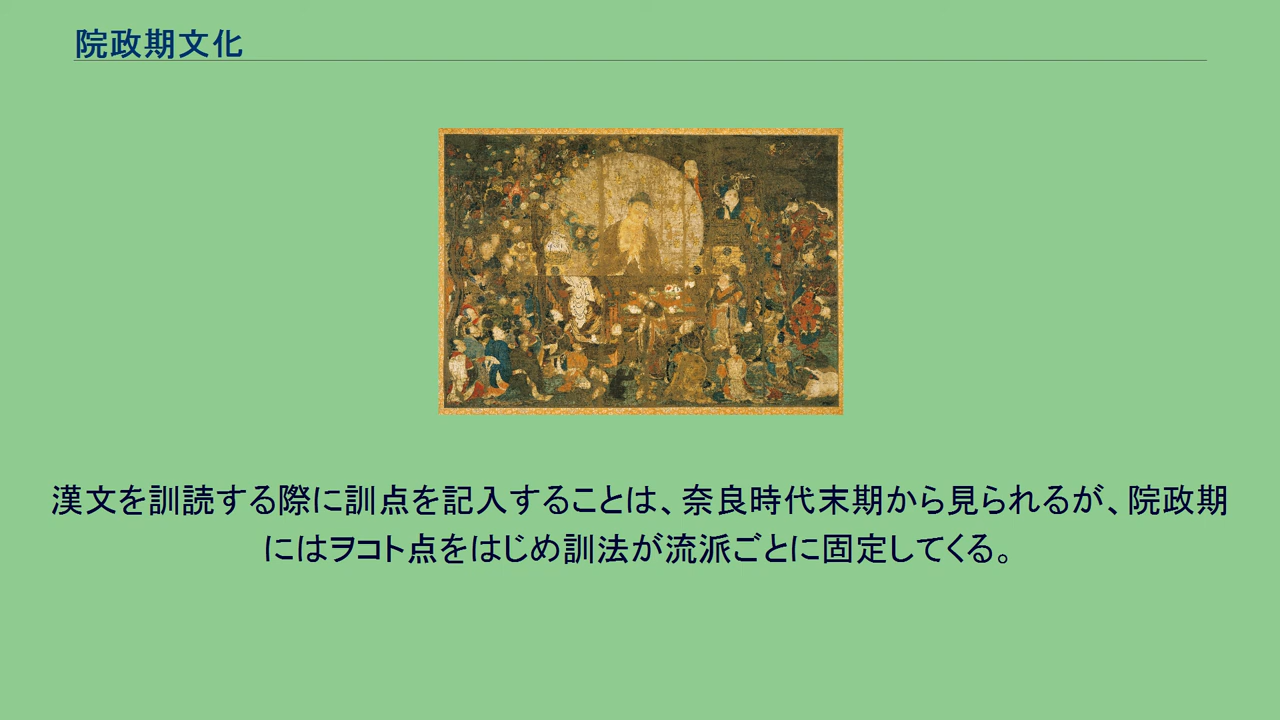 院政期文化
漢文を訓読する際に訓点を記入することは、奈良時代末期から見られるが、院政期
にはヲコト点をはじめ訓法が流派ごとに固定してくる。